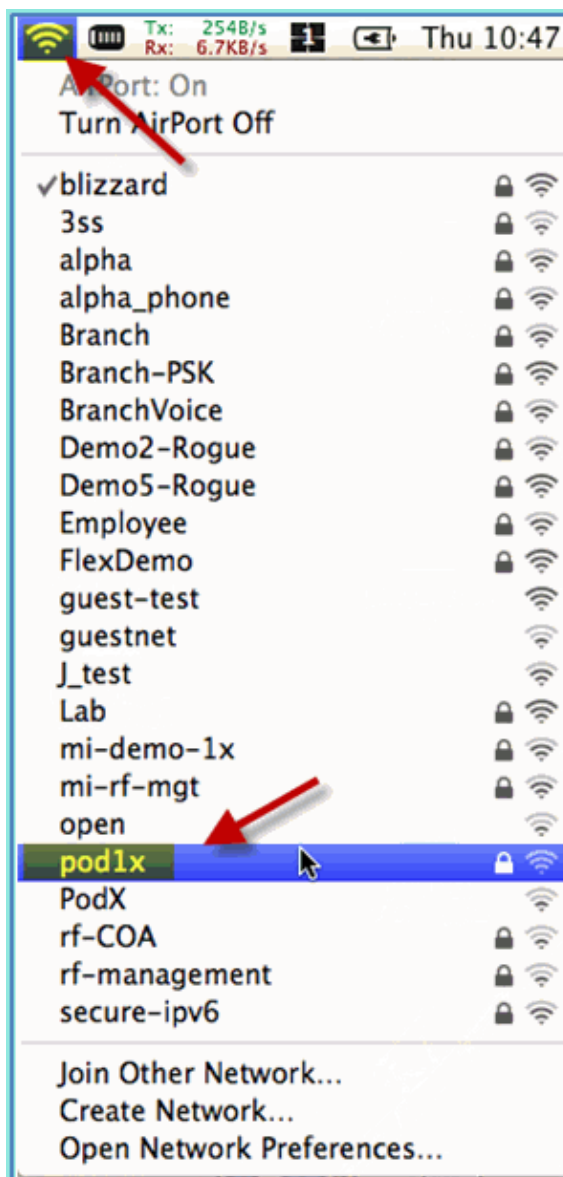 Tx: 254B/s
Rx: 6.7KB/s
1
Thu 10:47
AirPort: On
Turn AirPort Off
✓blizzard
3ss
alpha
alpha_phone
Branch
Branch-PSK
BranchVoice
Demo2-Rogue
Demo5-Rogue
Employee
FlexDemo
guest-test
guestnet
J_test
Lab
mi-demo-1x
mi-rf-mgt
open
pod1x
PodX
rf-COA
rf-management
secure-ipv6
Join Other Network...
Create Network...
Open Network Preferences...